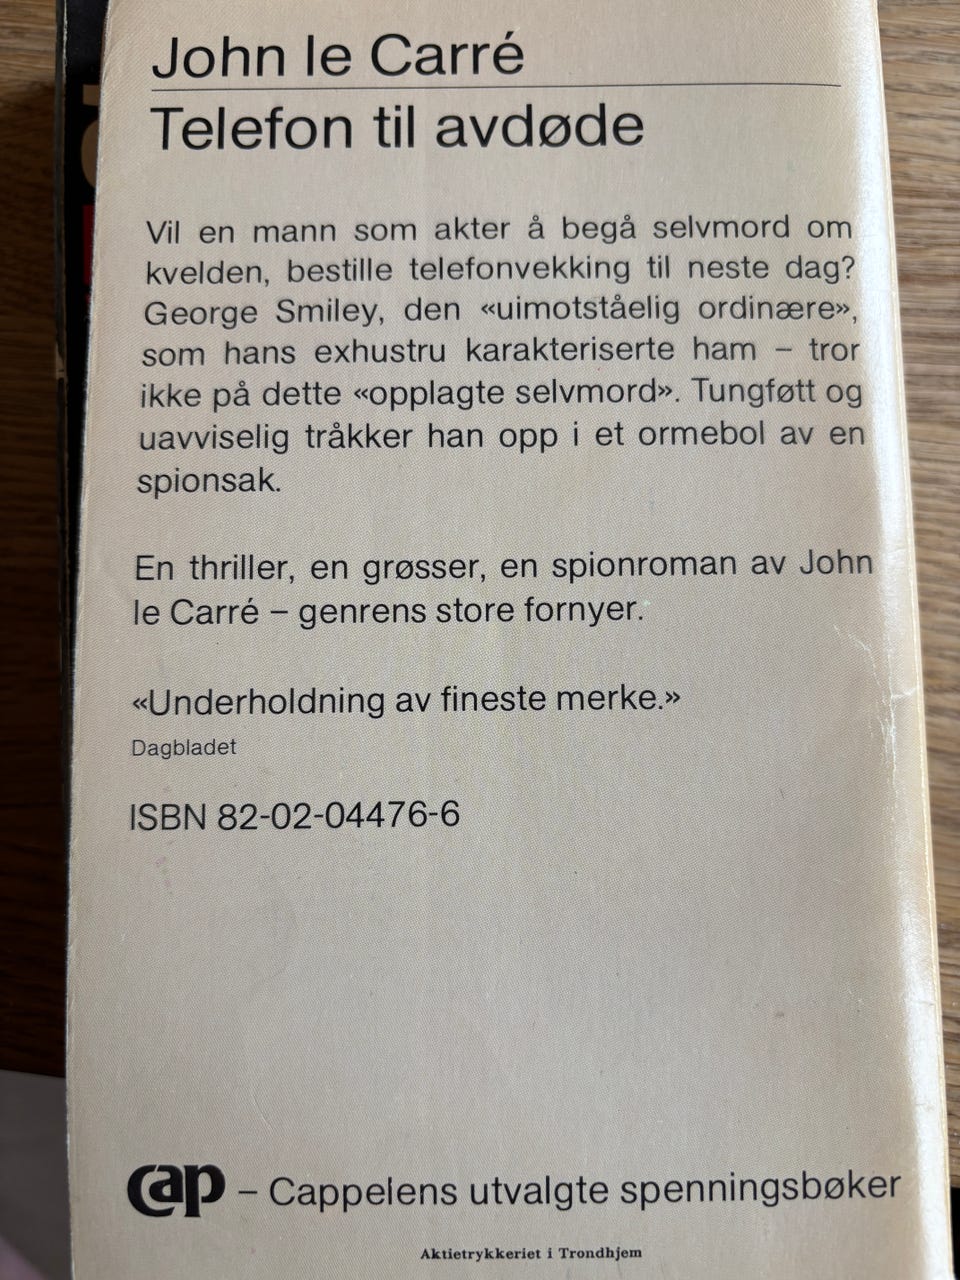 John le Carré
Telefon til avdøde
Vil en mann som akter å begå selvmord om
kvelden, bestille telefonvekking til neste dag?
George Smiley, den «uimotståelig ordinære»,
som hans exhustru karakteriserte ham – tror
ikke på dette «opplagte selvmord». Tungføtt og
uavviselig tråkker han opp i et ormebol av en
spionsak.
En thriller, en grøsser, en spionroman av John
le Carré – genrens store fornyer.
«Underholdning av fineste merke.»
Dagbladet
ISBN 82-02-04476-6
cap – Cappelens utvalgte spenningsbøker
Aktietrykkeriet i Trondhjem